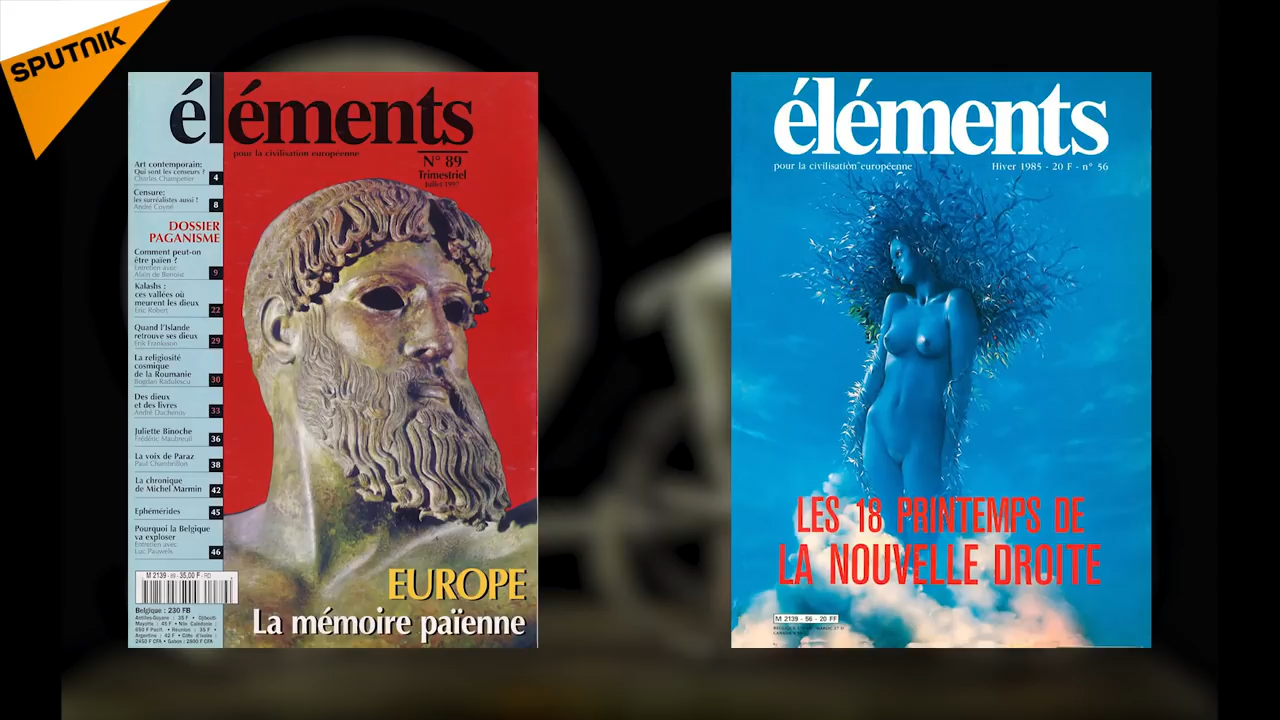 SPUTNIK
éléments
pour la civilisation européenne
N° 89
Trimestriel
Juillet 1997
Art contemporain:
Qui sont les censeurs ?
Charles Champetier
4
Censure:
les surréalistes aussi !
André Coyné
8
DOSSIER
PAGANISME
Comment peut-on
être païen ?
Entretien avec
Alain de Benoist
9
Kalashs :
ces vallées où
meurent les dieux
Eric Robert
22
Quand l'Islande
retrouve ses dieux
Erik Franksson
29
La religiosité
cosmique
de la Roumanie
Bogdan Radulescu
30
Des dieux
et des livres
André Duchenois
33
Juliette Binoche
Frédéric Maubreuil
36
La voix de Paraz
Paul Chambrillon
38
La chronique
de Michel Marmin
42
Ephémérides
45
Pourquoi la Belgique
va exploser
Entretien avec
Luc Pauwels
46
M 2139 - 89 - 35,00 F - RD
Belgique : 230 FB
EUROPE
La mémoire païenne
éléments
pour la civilisation européenne
Hiver 1985 - 20 F - n° 56
LES 18 PRINTEMPS DE
LA NOUVELLE DROITE
M 2139 - 56 - 20 FF